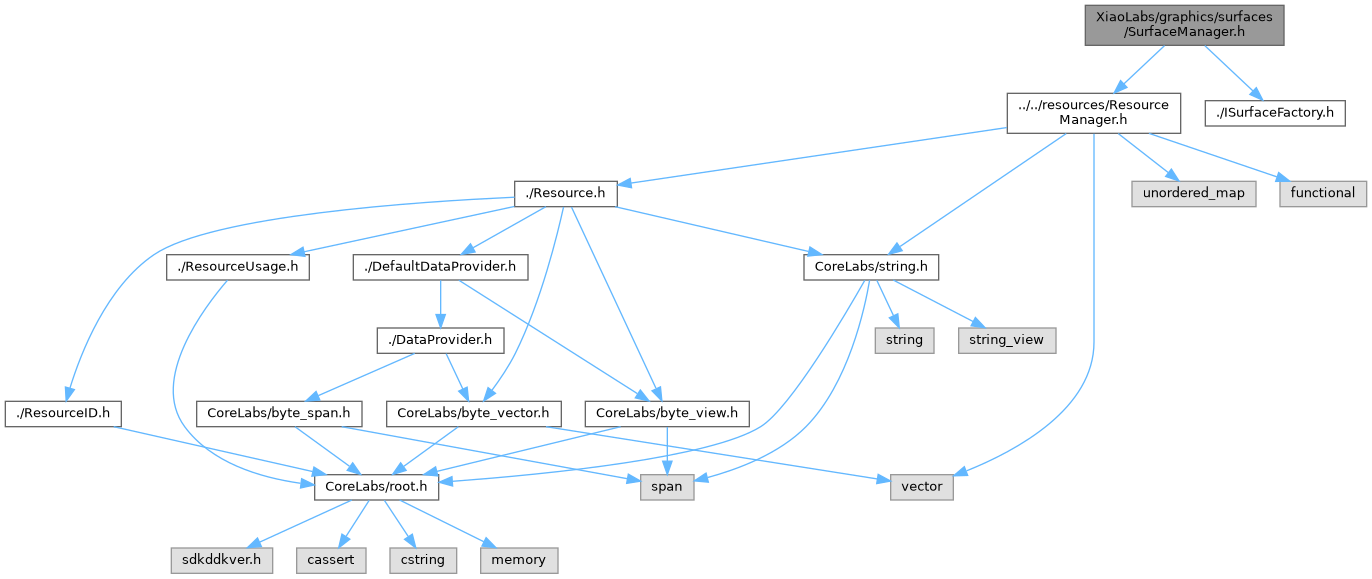 XiaoLabs/graphics/surfaces
/SurfaceManager.h
../../resources/Resource
Manager.h
./ISurfaceFactory.h
./Resource.h
unordered_map
functional
./ResourceUsage.h
./DefaultDataProvider.h
CoreLabs/string.h
./DataProvider.h
string
string_view
./ResourceID.h
CoreLabs/byte_span.h
CoreLabs/byte_vector.h
CoreLabs/byte_view.h
CoreLabs/root.h
span
vector
sdkddkver.h
cassert
cstring
memory